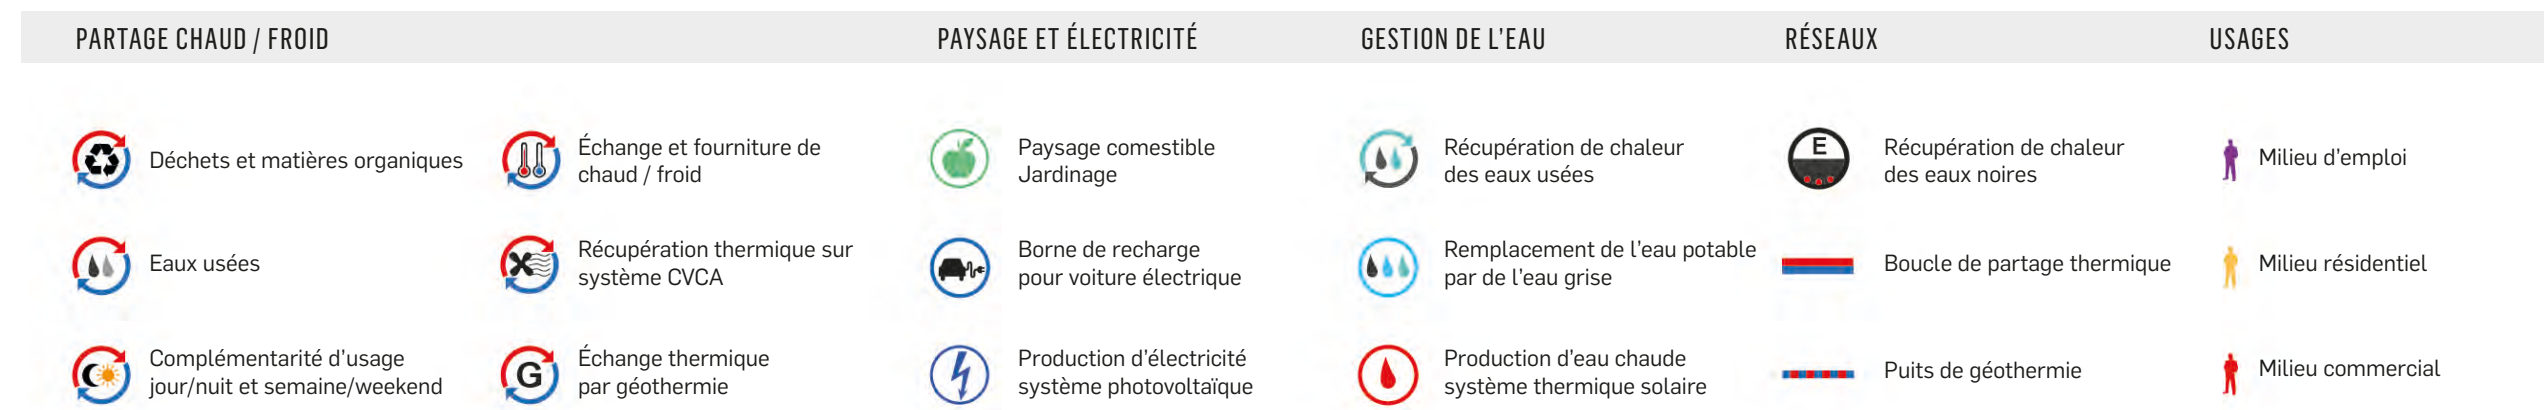 PARTAGE CHAUD / FROID
Déchets et matières organiques
Eaux usées
Complémentarité d'usage
jour/nuit et semaine/weekend
Échange et fourniture de
chaud / froid
Récupération thermique sur
système CVCA
G
Échange thermique
par géothermie
PAYSAGE ET ÉLECTRICITÉ
Paysage comestible
Jardinage
Borne de recharge
pour voiture électrique
Production d'électricité
système photovoltaïque
GESTION DE L'EAU
Récupération de chaleur
des eaux usées
Remplacement de l'eau potable
par de l'eau grise
Production d'eau chaude
système thermique solaire
RÉSEAUX
E
Récupération de chaleur
des eaux noires
Boucle de partage thermique
Puits de géothermie
USAGES
Milieu d'emploi
Milieu résidentiel
Milieu commercial